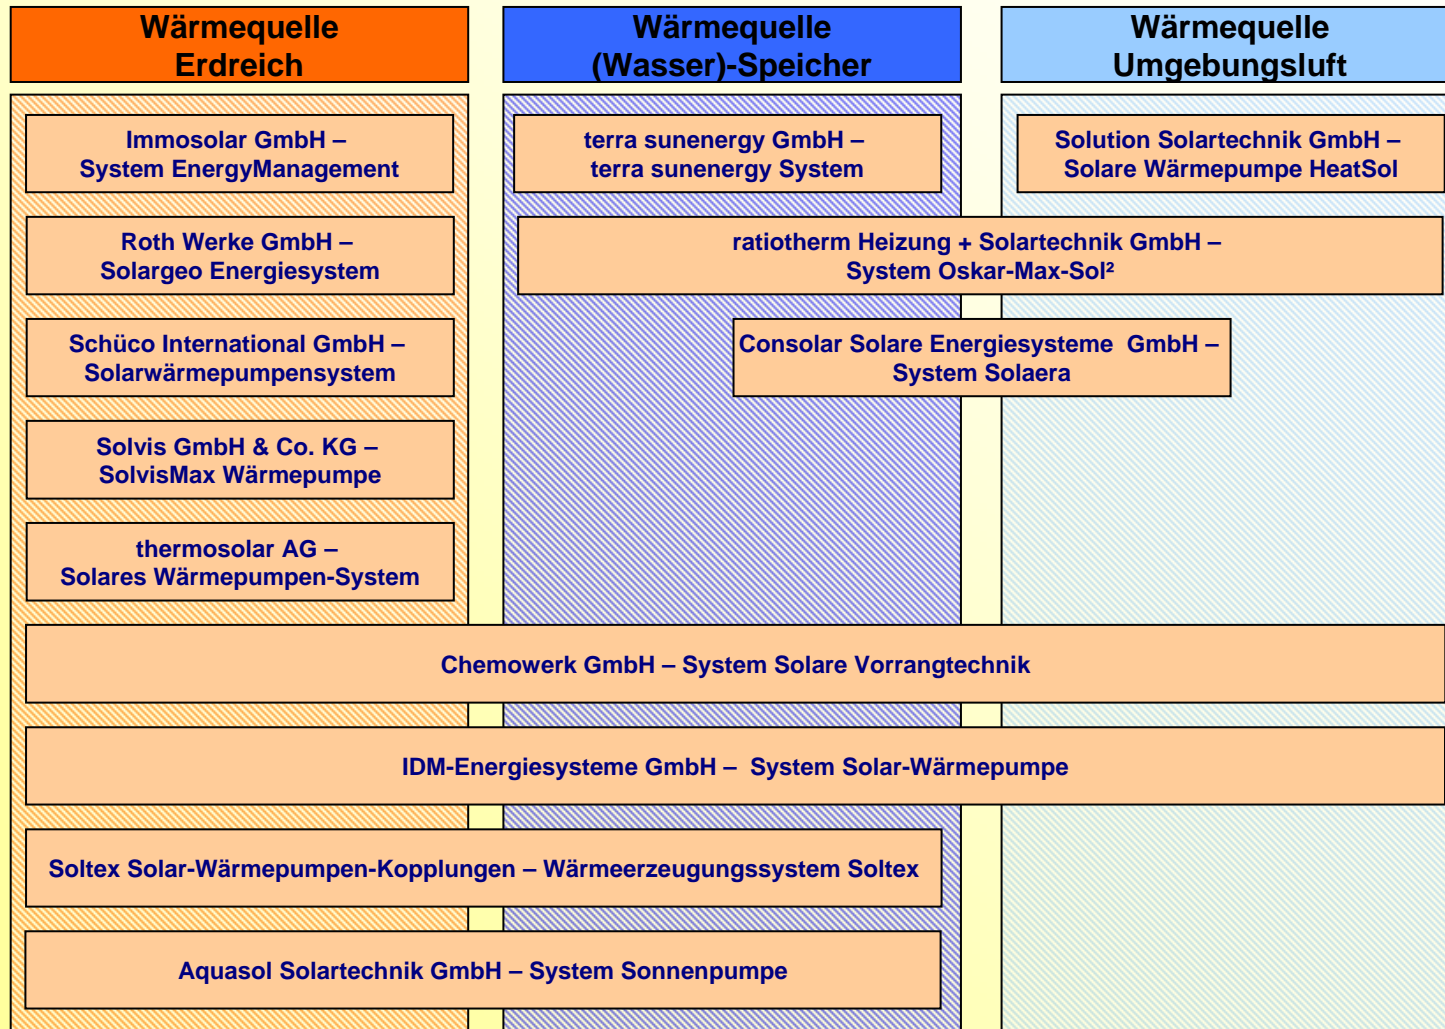 Wärmequelle
Erdreich
Wärmequelle
(Wasser)-Speicher
Wärmequelle
Umgebungsluft
Immosolar GmbH –
System EnergyManagement
terra sunenergy GmbH –
terra sunenergy System
Solution Solartechnik GmbH –
Solare Wärmepumpe HeatSol
Roth Werke GmbH –
Solargeo Energiesystem
ratiotherm Heizung + Solartechnik GmbH –
System Oskar-Max-Sol²
Schüco International GmbH –
Solarwärmepumpensystem
Consolar Solare Energiesysteme GmbH –
System Solaera
Solvis GmbH & Co. KG –
SolvisMax Wärmepumpe
thermosolar AG –
Solares Wärmepumpen-System
Chemowerk GmbH – System Solare Vorrangtechnik
IDM-Energiesysteme GmbH – System Solar-Wärmepumpe
Soltex Solar-Wärmepumpen-Kopplungen – Wärmeerzeugungssystem Soltex
Aquasol Solartechnik GmbH – System Sonnenpumpe